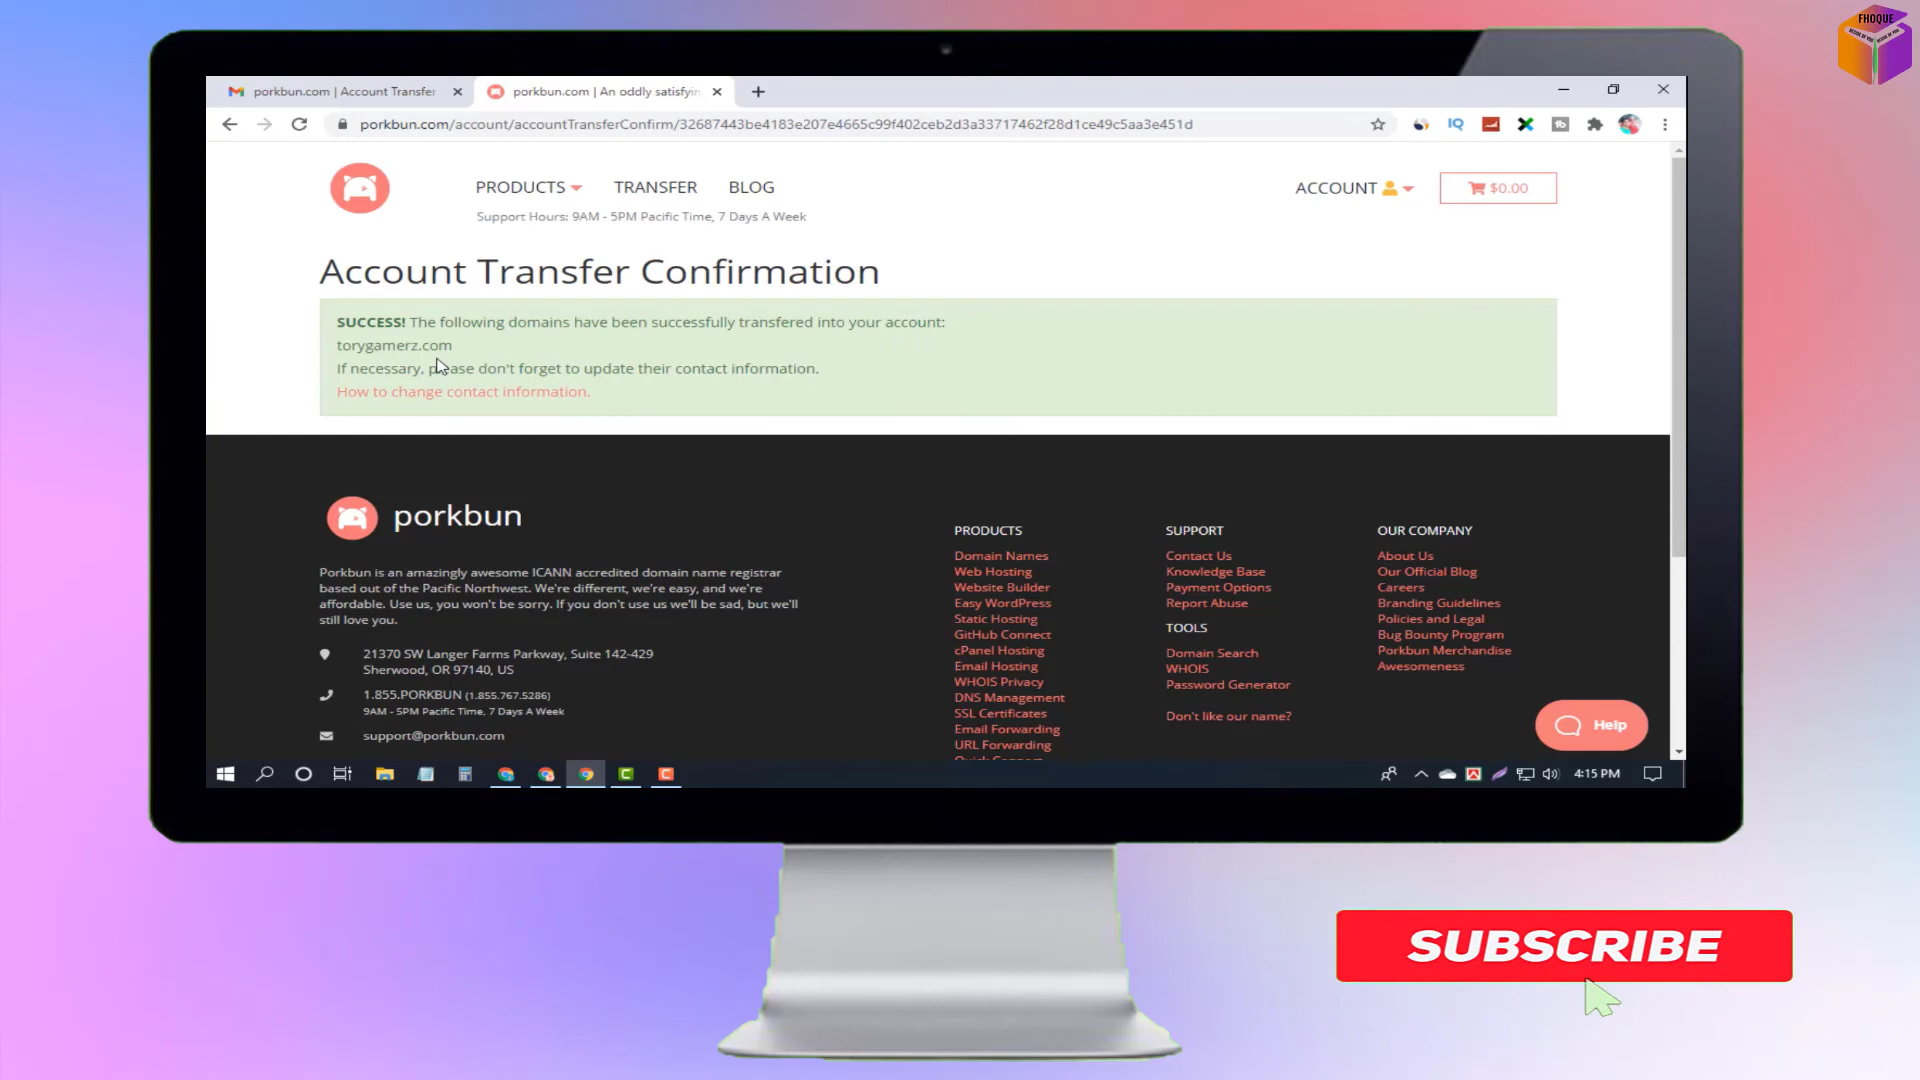 FHOQUE
porkbun.com | Account Transfer
porkbun.com | An oddly satisfyin
porkbun.com/account/accountTransferConfirm/32687443be4183e207e4665c99f402ceb2d3a33717462f28d1ce49c5aa3e451d
PRODUCTS
TRANSFER
BLOG
ACCOUNT
$0.00
Support Hours: 9AM - 5PM Pacific Time, 7 Days A Week
Account Transfer Confirmation
SUCCESS! The following domains have been successfully transfered into your account:
torygamerz.com
If necessary, please don't forget to update their contact information.
How to change contact information.
porkbun
Porkbun is an amazingly awesome ICANN accredited domain name registrar
based out of the Pacific Northwest. We're different, we're easy, and we're
affordable. Use us, you won't be sorry. If you don't use us we'll be sad, but we'll
still love you.
21370 SW Langer Farms Parkway, Suite 142-429
Sherwood, OR 97140, US
1.855.PORKBUN (1.855.767.5286)
9AM - 5PM Pacific Time, 7 Days A Week
support@porkbun.com
PRODUCTS
Domain Names
Web Hosting
Website Builder
Easy WordPress
Static Hosting
GitHub Connect
cPanel Hosting
Email Hosting
WHOIS Privacy
DNS Management
SSL Certificates
Email Forwarding
URL Forwarding
SUPPORT
Contact Us
Knowledge Base
Payment Options
Report Abuse
TOOLS
Domain Search
WHOIS
Password Generator
Don't like our name?
OUR COMPANY
About Us
Our Official Blog
Careers
Branding Guidelines
Policies and Legal
Bug Bounty Program
Porkbun Merchandise
Awesomeness
Help
4:15 PM
SUBSCRIBE